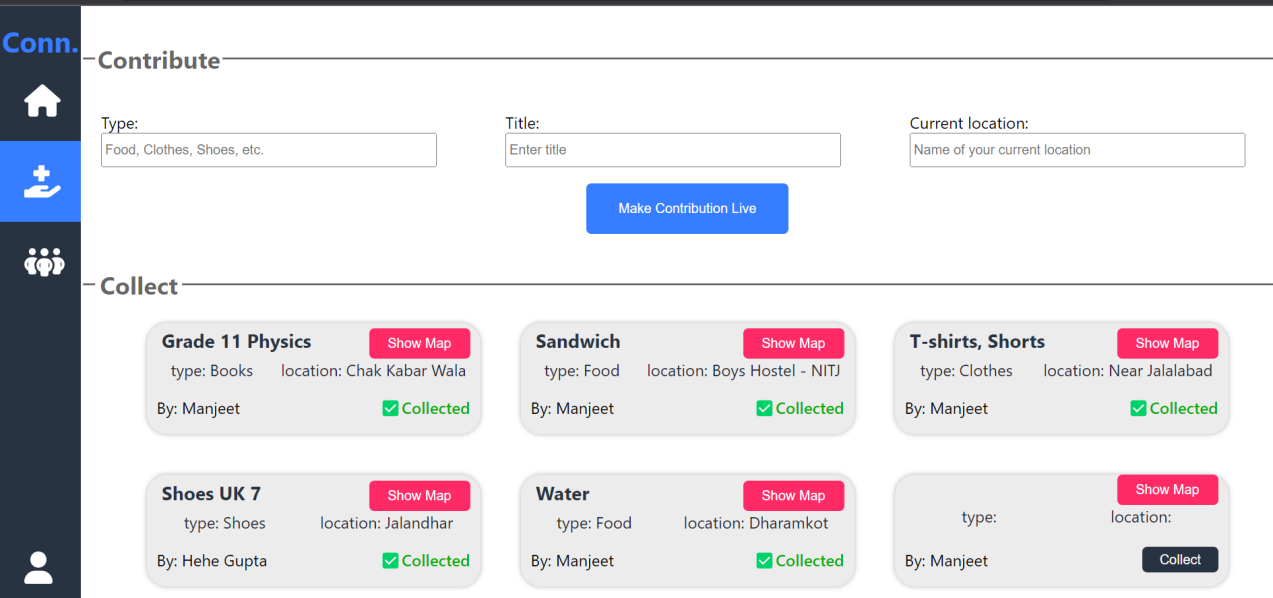 Conn.
Contribute
Type:
Title:
Current location:
Food, Clothes, Shoes, etc.
Enter title
Name of your current location
Make Contribution Live
Collect
Grade 11 Physics
Show Map
type: Books
location: Chak Kabar Wala
By: Manjeet
Collected
Sandwich
Show Map
type: Food
location: Boys Hostel - NITJ
By: Manjeet
Collected
T-shirts, Shorts
Show Map
type: Clothes
location: Near Jalalabad
By: Manjeet
Collected
Shoes UK 7
Show Map
type: Shoes
location: Jalandhar
By: Hehe Gupta
Collected
Water
Show Map
type: Food
location: Dharamkot
By: Manjeet
Collected
Show Map
type:
location:
By: Manjeet
Collect